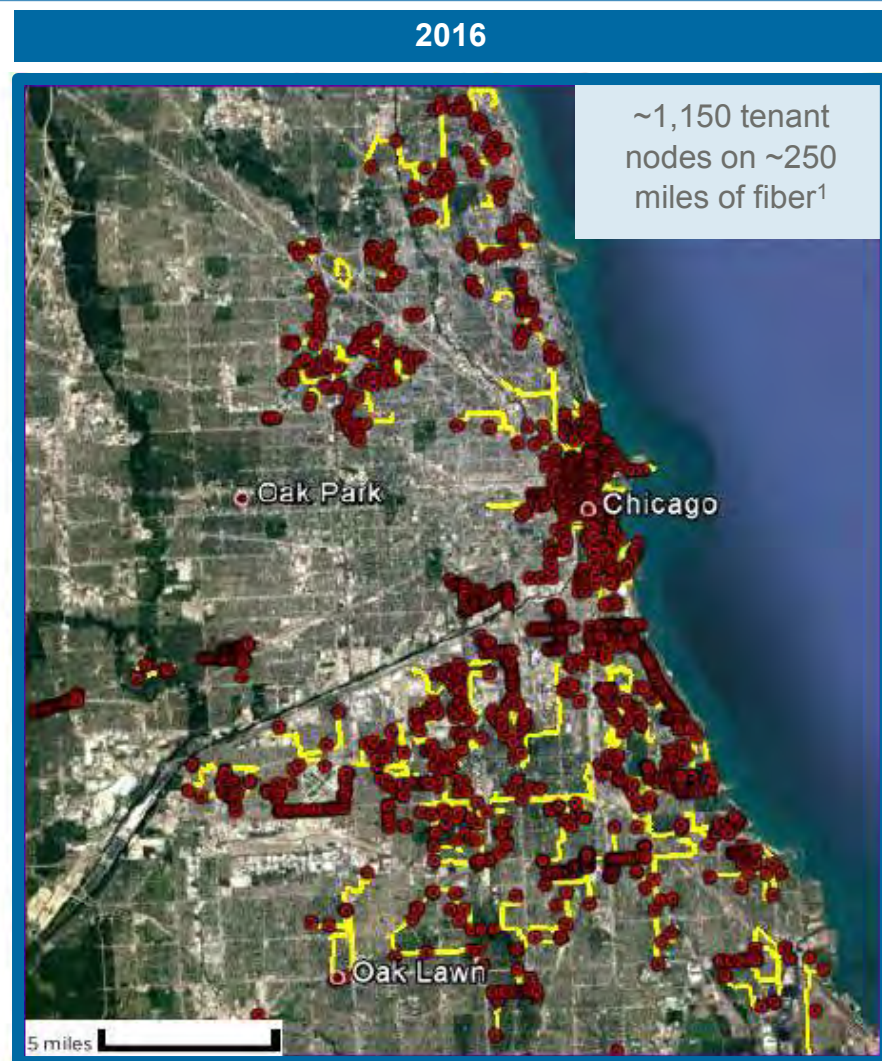 2016
~1,150 tenant
nodes on ~250
miles of fiber¹
Oak Park
Chicago
Oak Lawn
5 miles